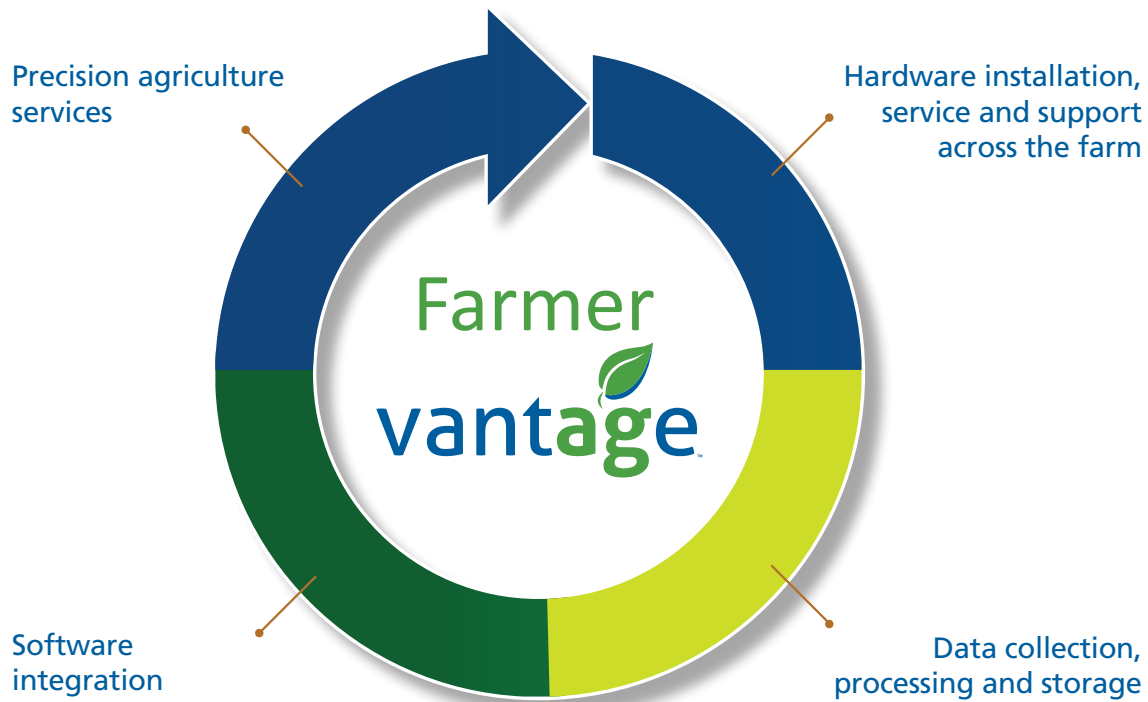 Precision agriculture
services
Hardware installation,
service and support
across the farm
Farmer
vantage™
Software
integration
Data collection,
processing and storage